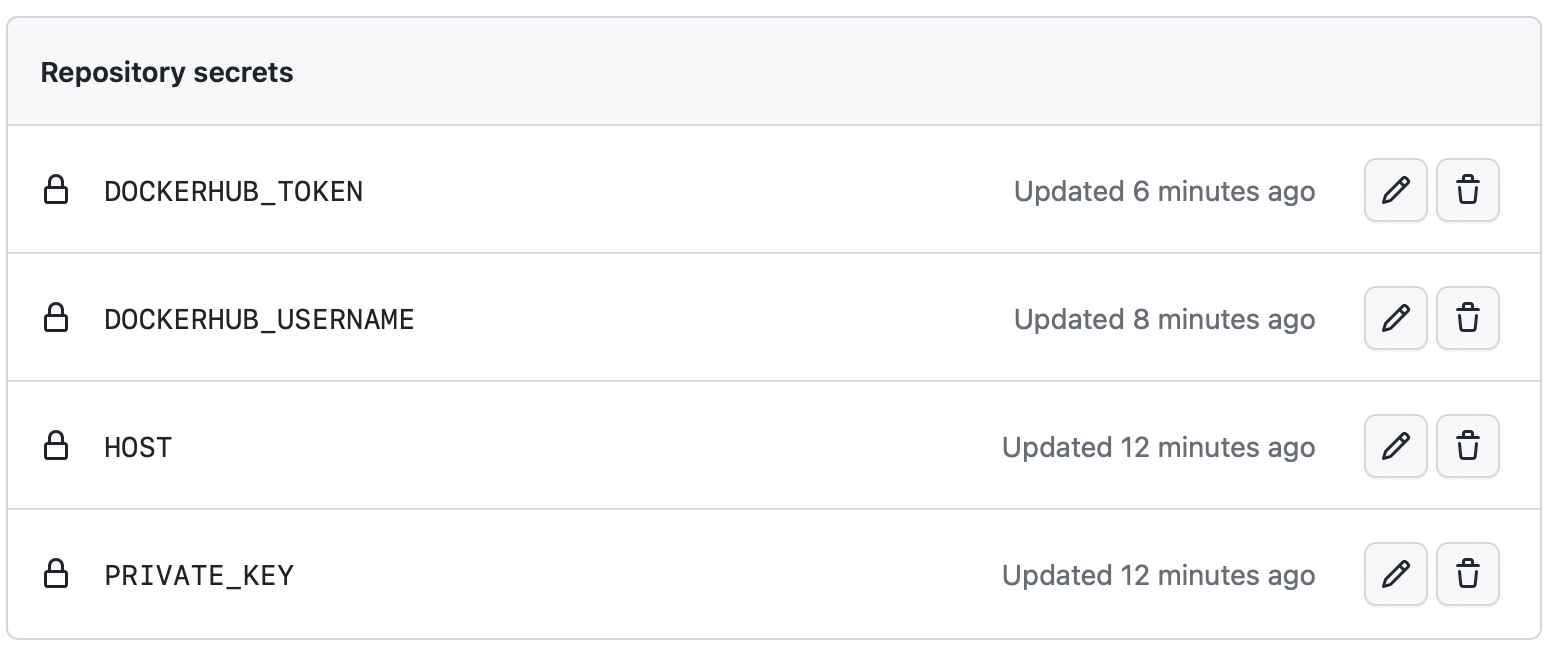 Repository secrets
DOCKERHUB_TOKEN Updated 6 minutes ago
DOCKERHUB_USERNAME Updated 8 minutes ago
HOST Updated 12 minutes ago
PRIVATE_KEY Updated 12 minutes ago